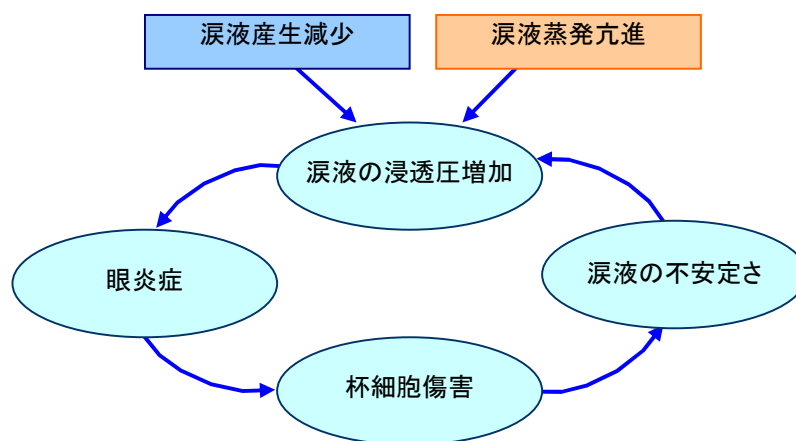 涙液産生減少
涙液蒸発亢進
涙液の浸透圧増加
眼炎症
涙液の不安定さ
杯細胞傷害